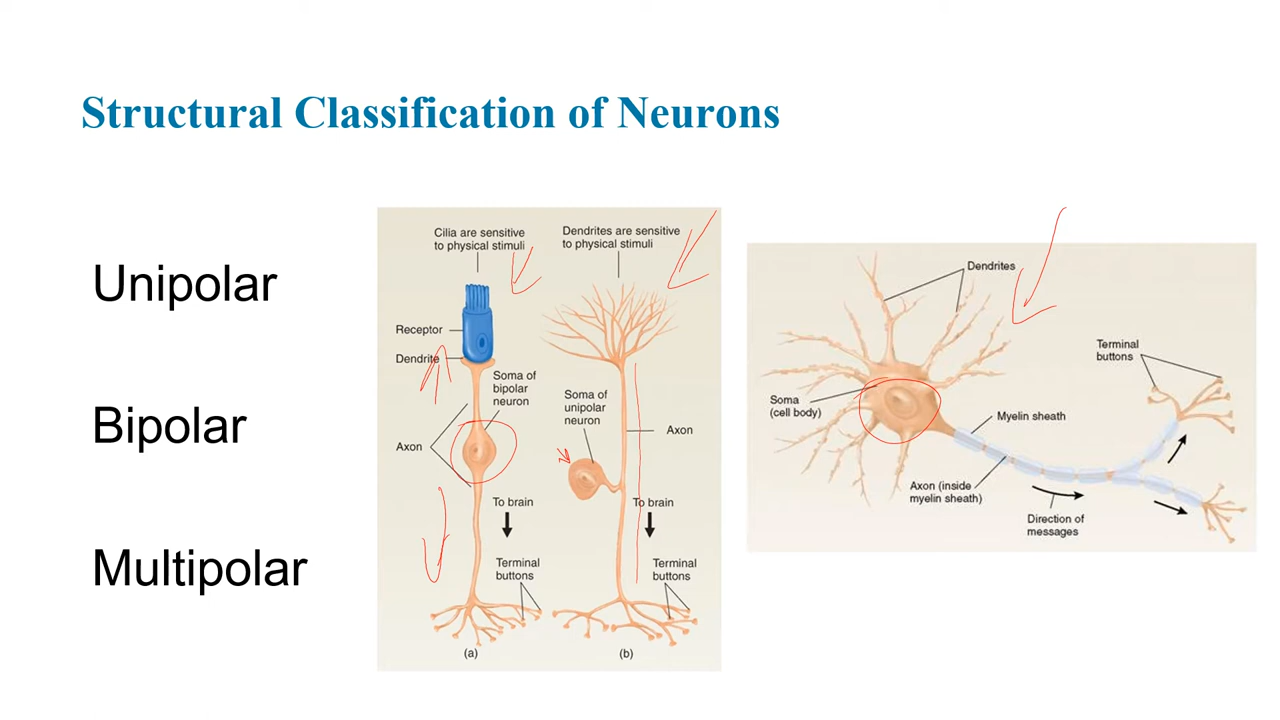 Structural Classification of Neurons
Unipolar
Bipolar
Multipolar
Cilia are sensitive
to physical stimuli
Receptor
Dendrite
Soma of
bipolar
neuron
Axon
To brain
Terminal
buttons
(a)
Dendrites are sensitive
to physical stimuli
Soma of
unipolar
neuron
Axon
To brain
Terminal
buttons
(b)
Dendrites
Terminal
buttons
Soma
(cell body)
Myelin sheath
Axon (inside
myelin sheath)
Direction of
messages